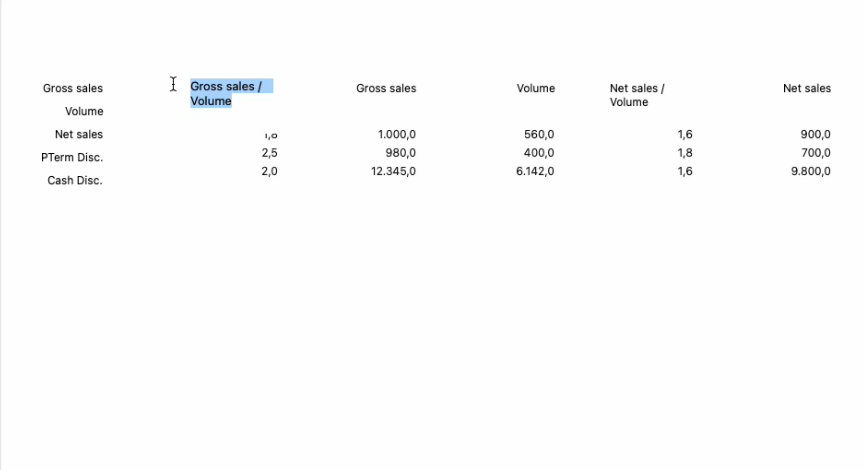 Gross sales
Volume
Net sales
PTerm Disc.
Cash Disc.
Gross sales / Volume Gross sales Volume Net sales / Volume Net sales
1.000,0 560,0 1,6 900,0
2,5 980,0 400,0 1,8 700,0
2,0 12.345,0 6.142,0 1,6 9.800,0